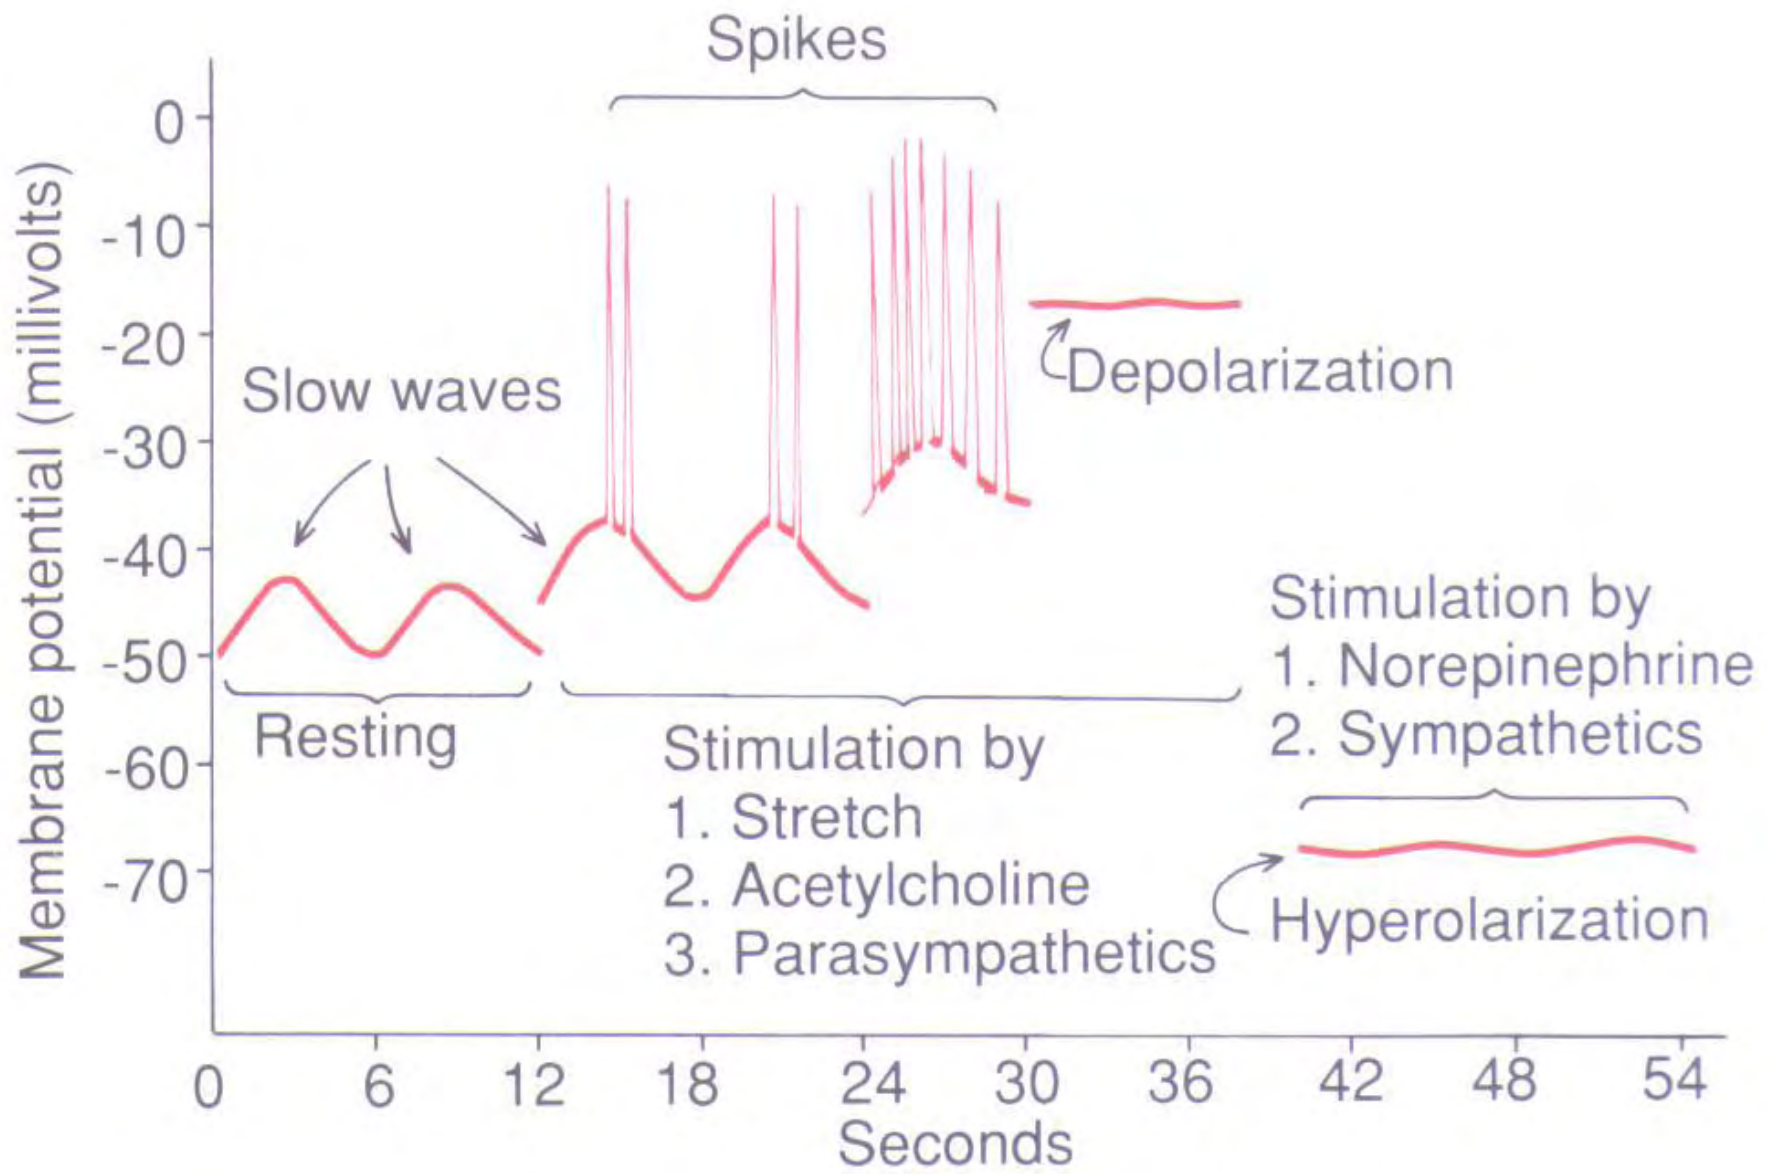 Spikes
Membrane potential (millivolts)
0
-10
-20
-30
-40
-50
-60
-70
Slow waves
Depolarization
Resting
Stimulation by
1. Stretch
2. Acetylcholine
3. Parasympathetics
Stimulation by
1. Norepinephrine
2. Sympathetics
Hyperolarization
0 6 12 18 24 30 36 42 48 54
Seconds